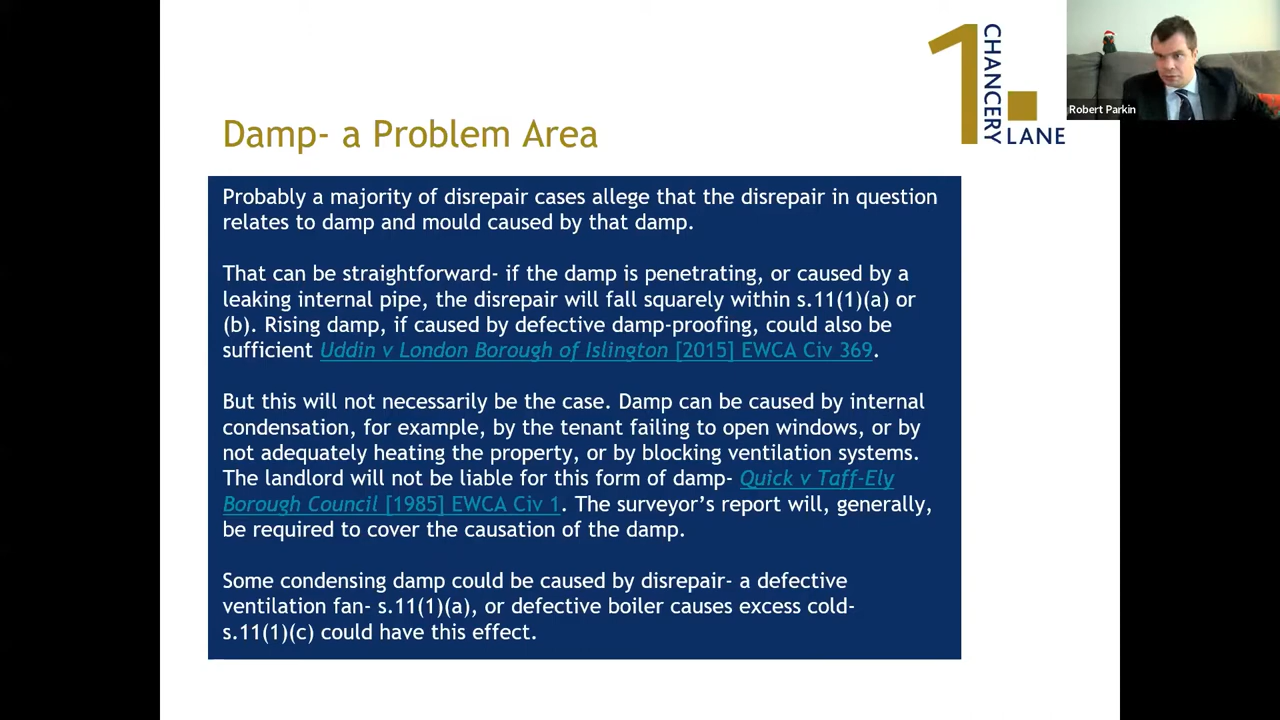 1 CHANCERY LANE
Robert Parkin
Damp- a Problem Area
Probably a majority of disrepair cases allege that the disrepair in question
relates to damp and mould caused by that damp.
That can be straightforward- if the damp is penetrating, or caused by a
leaking internal pipe, the disrepair will fall squarely within s.11(1)(a) or
(b). Rising damp, if caused by defective damp-proofing, could also be
sufficient Uddin v London Borough of Islington [2015] EWCA Civ 369.
But this will not necessarily be the case. Damp can be caused by internal
condensation, for example, by the tenant failing to open windows, or by
not adequately heating the property, or by blocking ventilation systems.
The landlord will not be liable for this form of damp- Quick v Taff-Ely
Borough Council [1985] EWCA Civ 1. The surveyor’s report will, generally,
be required to cover the causation of the damp.
Some condensing damp could be caused by disrepair- a defective
ventilation fan- s.11(1)(a), or defective boiler causes excess cold-
s.11(1)(c) could have this effect.